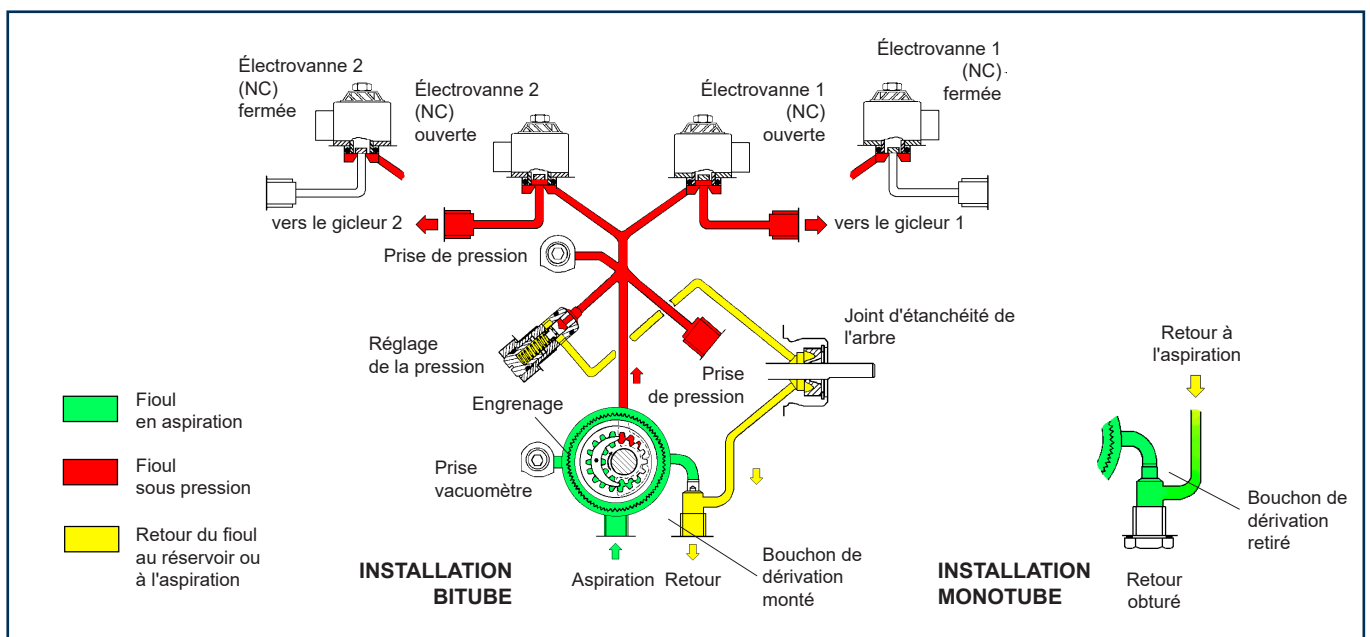 Électrovanne 2
(NC)
fermée
Électrovanne 2
(NC)
ouverte
Électrovanne 1
(NC)
ouverte
Électrovanne 1
(NC)
fermée
vers le gicleur 2
vers le gicleur 1
Prise de pression
Réglage
de la pression
Joint d'étanchéité de
l'arbre
Prise
de pression
Retour à
l'aspiration
Engrenage
Prise
vacuomètre
Fioul
en aspiration
Fioul
sous pression
Retour du fioul
au réservoir ou
à l'aspiration
INSTALLATION
BITUBE
Aspiration
Retour
Bouchon de
dérivation
monté
INSTALLATION
MONOTUBE
Retour
obturé
Bouchon de
dérivation
retiré